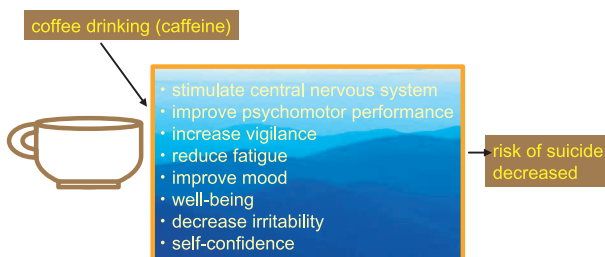 coffee drinking (caffeine)
· stimulate central nervous system
· improve psychomotor performance
· increase vigilance
· reduce fatigue
· improve mood
· well-being
· decrease irritability
· self-confidence
risk of suicide
decreased